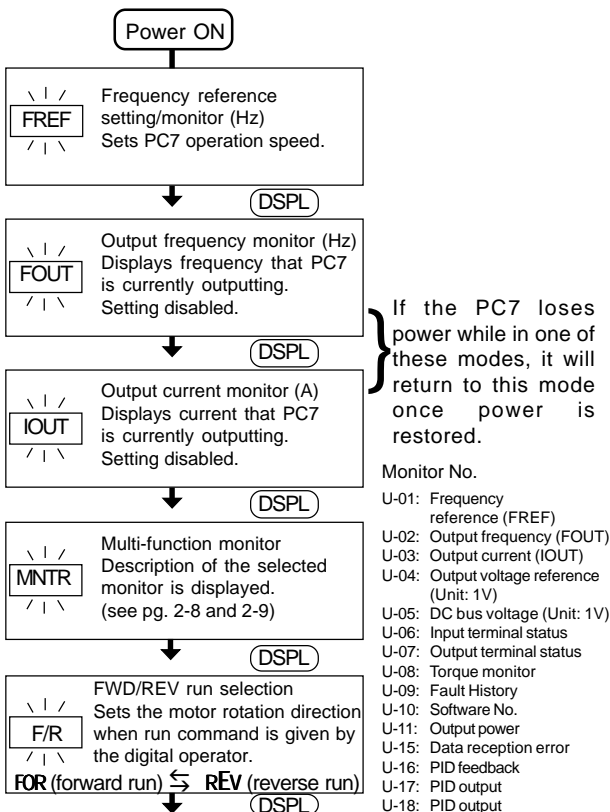 Power ON
FREF
Frequency reference
setting/monitor (Hz)
Sets PC7 operation speed.
DSPL
FOUT
Output frequency monitor (Hz)
Displays frequency that PC7
is currently outputting.
Setting disabled.
DSPL
IOUT
Output current monitor (A)
Displays current that PC7
is currently outputting.
Setting disabled.
If the PC7 loses
power while in one of
these modes, it will
return to this mode
once power is
restored.
DSPL
MNTR
Multi-function monitor
Description of the selected
monitor is displayed.
(see pg. 2-8 and 2-9)
DSPL
F/R
FWD/REV run selection
Sets the motor rotation direction
when run command is given by
the digital operator.
FOR (forward run) ⇆ REV (reverse run)
DSPL
Monitor No.
U-01: Frequency
reference (FREF)
U-02: Output frequency (FOUT)
U-03: Output current (IOUT)
U-04: Output voltage reference
(Unit: 1V)
U-05: DC bus voltage (Unit: 1V)
U-06: Input terminal status
U-07: Output terminal status
U-08: Torque monitor
U-09: Fault History
U-10: Software No.
U-11: Output power
U-15: Data reception error
U-16: PID feedback
U-17: PID output
U-18: PID output